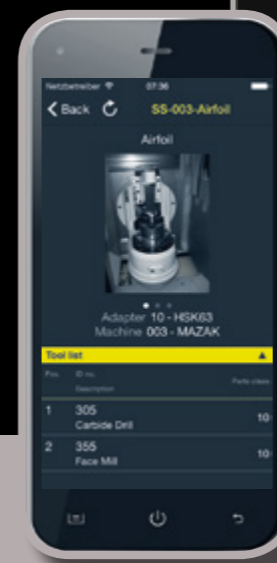 Netzbetreiber 07:36
Back SS-003-Airfoil
Airfoil
Adapter 10 - HSK63
Machine 003 - MAZAK
Tool list
Pos. ID no. Parts class
Description
1 305 10
Carbide Drill
2 355 10
Face Mill